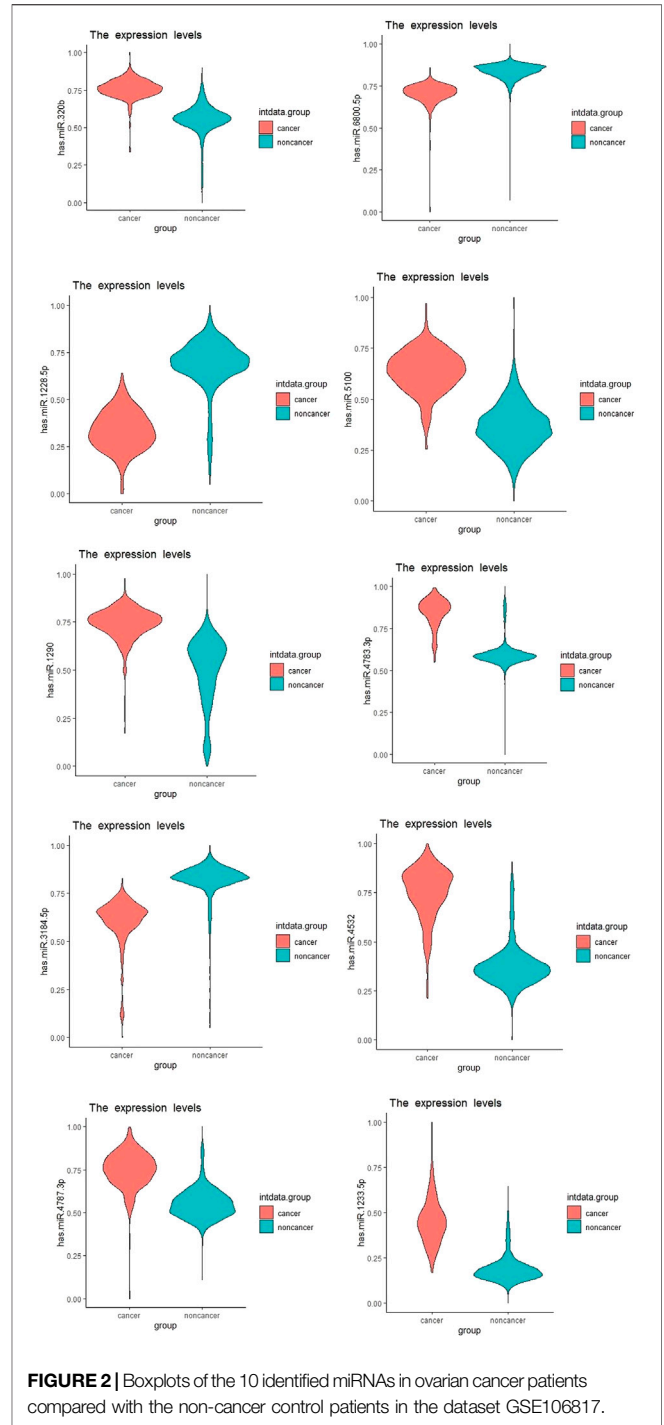 The expression levels
has.miR.320b
1.00
0.75
0.50
0.25
0.00
cancer
noncancer
group
intdata.group
cancer
noncancer
The expression levels
has.miR.6800.5p
1.00
0.75
0.50
0.25
0.00
cancer
noncancer
group
intdata.group
cancer
noncancer
The expression levels
has.miR.1228.5p
1.00
0.75
0.50
0.25
0.00
cancer
noncancer
group
intdata.group
cancer
noncancer
The expression levels
has.miR.5100
1.00
0.75
0.50
0.25
0.00
cancer
noncancer
group
intdata.group
cancer
noncancer
The expression levels
has.miR.1290
1.00
0.75
0.50
0.25
0.00
cancer
noncancer
group
intdata.group
cancer
noncancer
The expression levels
has.miR.4783.3p
1.00
0.75
0.50
0.25
0.00
cancer
noncancer
group
intdata.group
cancer
noncancer
The expression levels
has.miR.3184.5p
1.00
0.75
0.50
0.25
0.00
cancer
noncancer
group
intdata.group
cancer
noncancer
The expression levels
has.miR.4532
1.00
0.75
0.50
0.25
0.00
cancer
noncancer
group
intdata.group
cancer
noncancer
The expression levels
has.miR.4787.3p
1.00
0.75
0.50
0.25
0.00
cancer
noncancer
group
intdata.group
cancer
noncancer
The expression levels
has.miR.1233.5p
1.00
0.75
0.50
0.25
0.00
cancer
noncancer
group
intdata.group
cancer
noncancer
FIGURE 2 | Boxplots of the 10 identified miRNAs in ovarian cancer patients
compared with the non-cancer control patients in the dataset GSE106817.